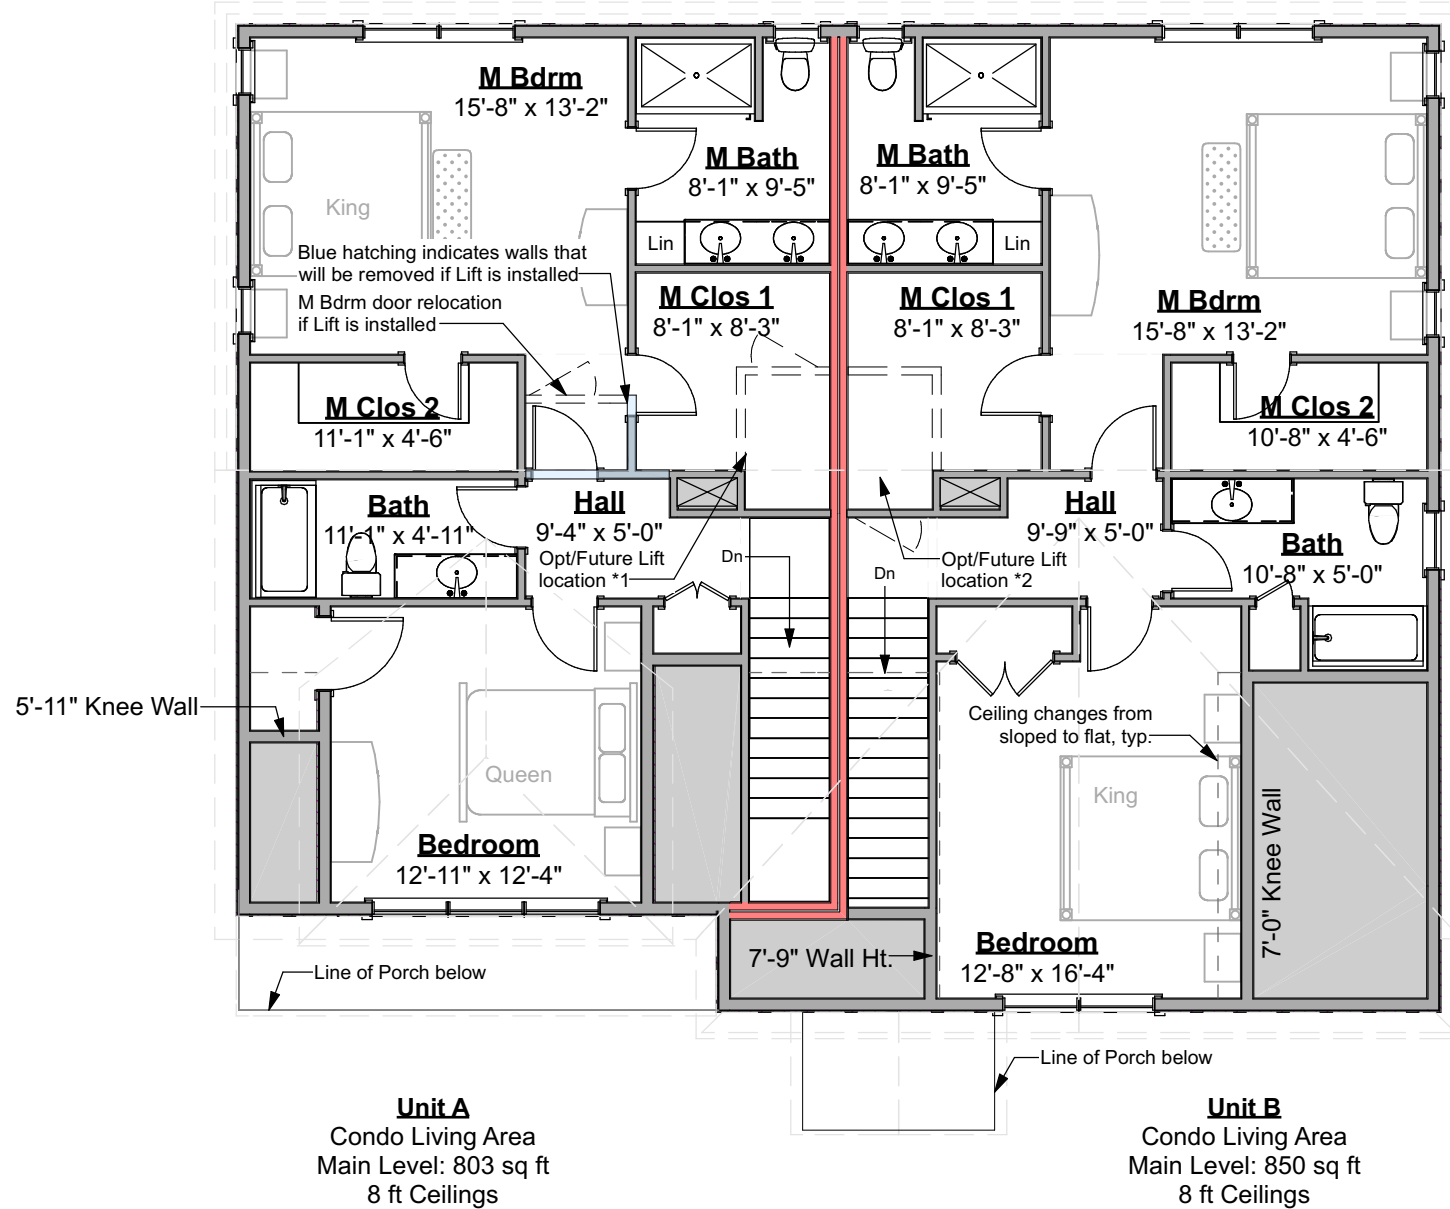 M Bdrm
15'-8" x 13'-2"
King
M Bath
8'-1" x 9'-5"
Lin
M Bath
8'-1" x 9'-5"
Lin
Blue hatching indicates walls that
will be removed if Lift is installed
M Bdrm door relocation
if Lift is installed
M Clos 1
8'-1" x 8'-3"
M Clos 1
8'-1" x 8'-3"
M Bdrm
15'-8" x 13'-2"
M Clos 2
11'-1" x 4'-6"
M Clos 2
10'-8" x 4'-6"
Bath
11'-1" x 4'-11"
Hall
9'-4" x 5'-0"
Opt/Future Lift
location *1
Dn
Dn
Opt/Future Lift
location *2
Hall
9'-9" x 5'-0"
Bath
10'-8" x 5'-0"
5'-11" Knee Wall
Queen
Bedroom
12'-11" x 12'-4"
Ceiling changes from
sloped to flat, typ.
King
7'-0" Knee Wall
Bedroom
12'-8" x 16'-4"
7'-9" Wall Ht.
Line of Porch below
Line of Porch below
Unit A
Condo Living Area
Main Level: 803 sq ft
8 ft Ceilings
Unit B
Condo Living Area
Main Level: 850 sq ft
8 ft Ceilings